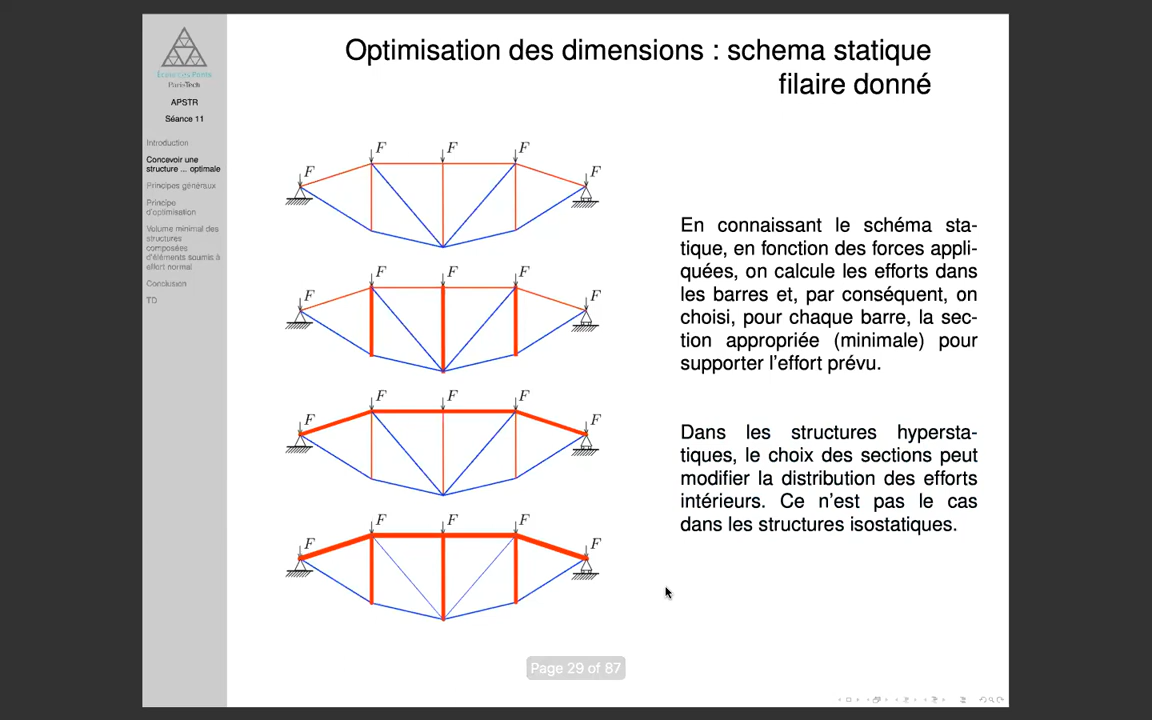 École des Ponts
ParisTech
APSTR
Séance 11
Introduction
Concevoir une
structure ... optimale
Principes généraux
Principe
d'optimisation
Volume minimal des
structures
composées
d'éléments soumis à
effort normal
Conclusion
TD
Optimisation des dimensions : schema statique
filaire donné
F F F
F F
F F F
F F
F F F
F F
F F F
F F
En connaissant le schéma sta-
tique, en fonction des forces appli-
quées, on calcule les efforts dans
les barres et, par conséquent, on
choisi, pour chaque barre, la sec-
tion appropriée (minimale) pour
supporter l'effort prévu.
Dans les structures hypersta-
tiques, le choix des sections peut
modifier la distribution des efforts
intérieurs. Ce n'est pas le cas
dans les structures isostatiques.
Page 29 of 87